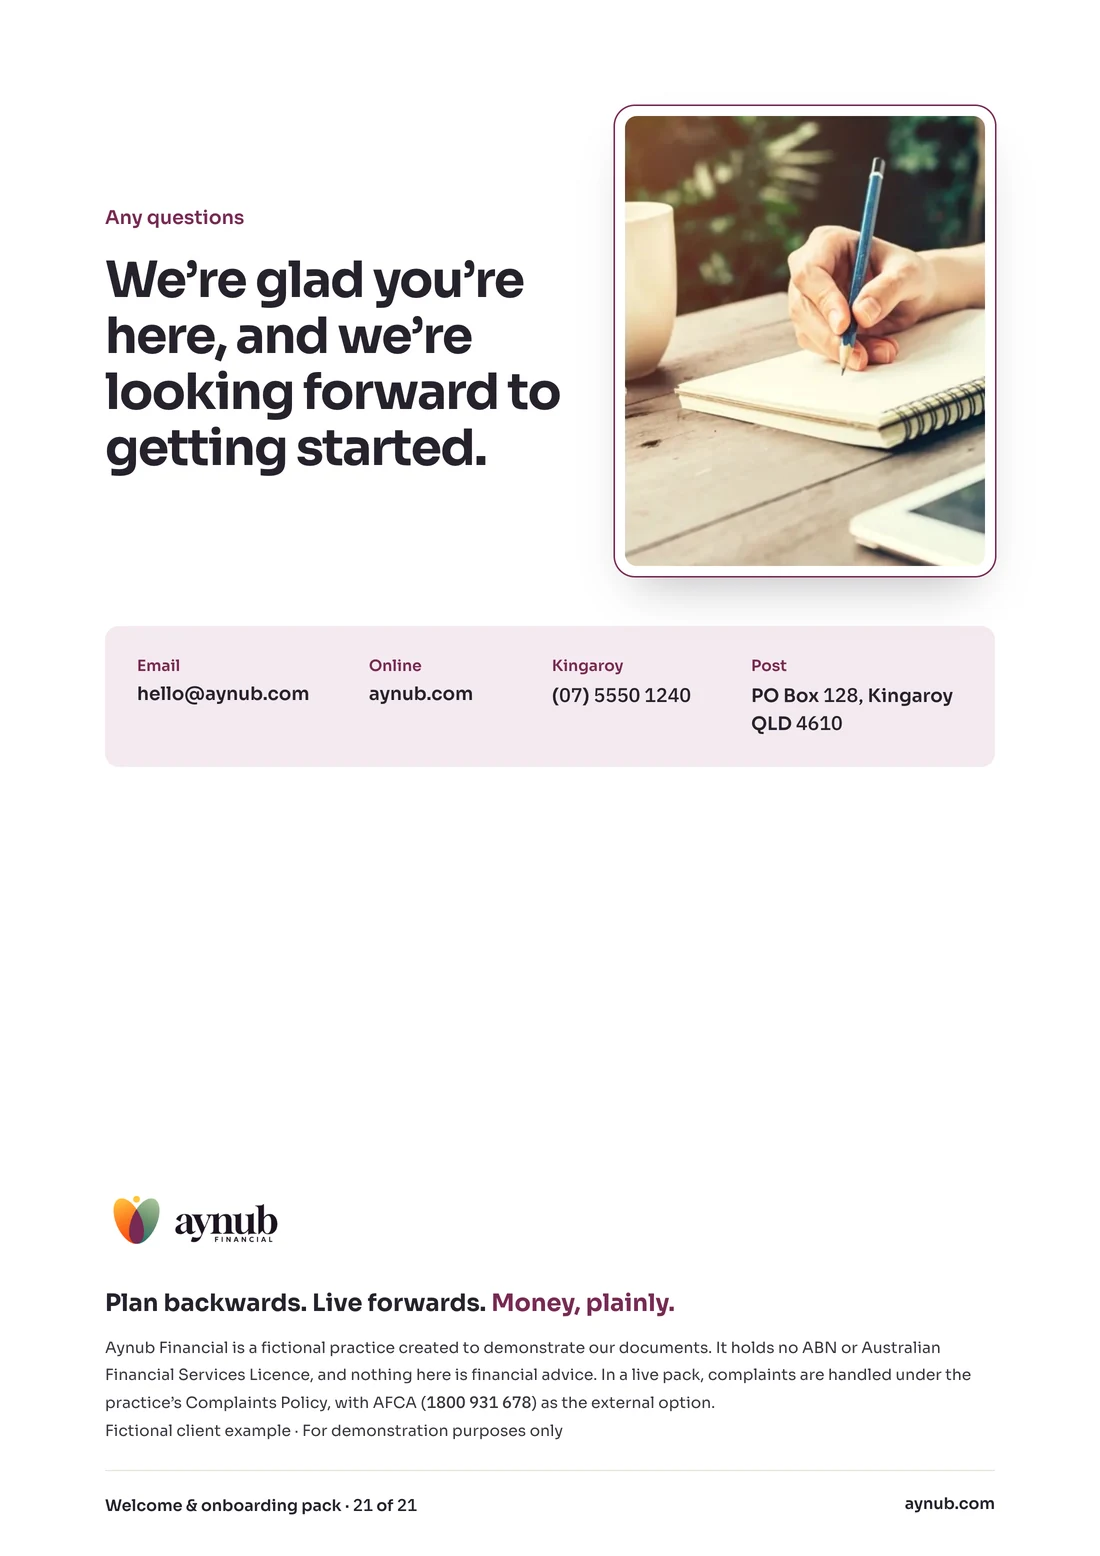 Any questions
We’re glad you’re
here, and we’re
looking forward to
getting started.
Email
hello@aynub.com
Online
aynub.com
Kingaroy
(07) 5550 1240
Post
PO Box 128, Kingaroy
QLD 4610
aynub
FINANCIAL
Plan backwards. Live forwards. Money, plainly.
Aynub Financial is a fictional practice created to demonstrate our documents. It holds no ABN or Australian
Financial Services Licence, and nothing here is financial advice. In a live pack, complaints are handled under the
practice’s Complaints Policy, with AFCA (1800 931 678) as the external option.
Fictional client example · For demonstration purposes only
Welcome & onboarding pack · 21 of 21
aynub.com